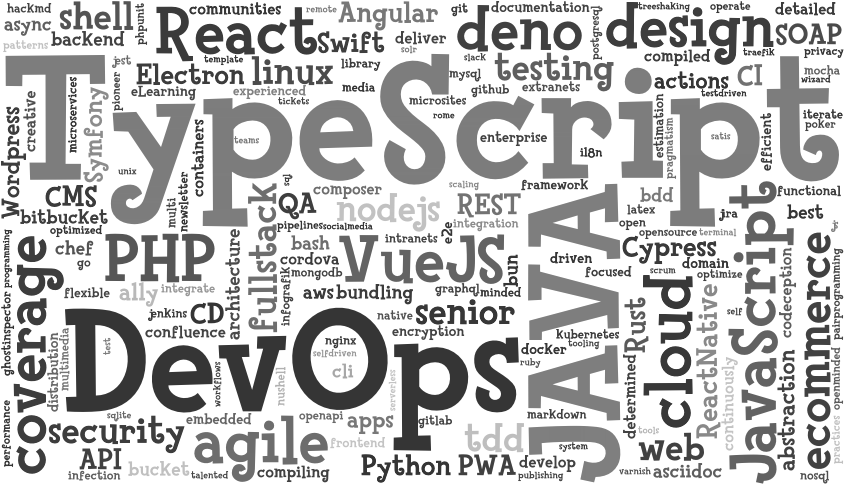 hackmd
async
patterns
backend
shell
phpunit
jest
communities
React
remote
Angular
Swift
solr
deliver
git
documentation
deno
postgresql
treeshaking
operate
design
detailed
SOAP
traefik
privacy
compiled
slack
testing
mysql
github
extranets
actions
CI
mocha
wizard
testdriven
iterate
poker
Electron
linux
template
library
media
pioneer
eLearning
experienced
tickets
microsites
rome
TypeScript
Wordpress
creative
microservices
Symfony
unix
containers
teams
enterprise
i18n
estimation
pragmatism
satis
efficient
functional
CMS
bitbucket
multi
newsletter
sql
composer
scaling
framework
QA
nodejs
REST
integration
bdd
latex
open
jra
best
optimized
chef
go
PHP
architecture
fullstack
pipelines
socialmedia
bash
cordova
mongodb
infografik
intranets
e2e
VueJS
bun
graphql
minded
driven
focused
opensource
terminal
Cypress
domain
scrum
optimize
JAVA
JavaScript
codeception
ecommerce
pairprogramming
programming
ghostinspector
coverage
flexible
ally
integrate
jenkins
CD
confluence
aws
bundling
native
encryption
senior
DevOps
nginx
selfdriven
cli
serverless
nushell
workflows
test
distribution
multimedia
docker
ruby
Kubernetes
tooling
Rust
determined
cloud
ReactNative
self
continuously
abstraction
openminded
practices
performance
sqlite
embedded
security
API
infection
bucket
talented
agile
compiling
openapi
frontend
apps
gitlab
tdd
Python
PWA
markdown
develop
publishing
system
tools
web
varnish
asciidoc
nosql